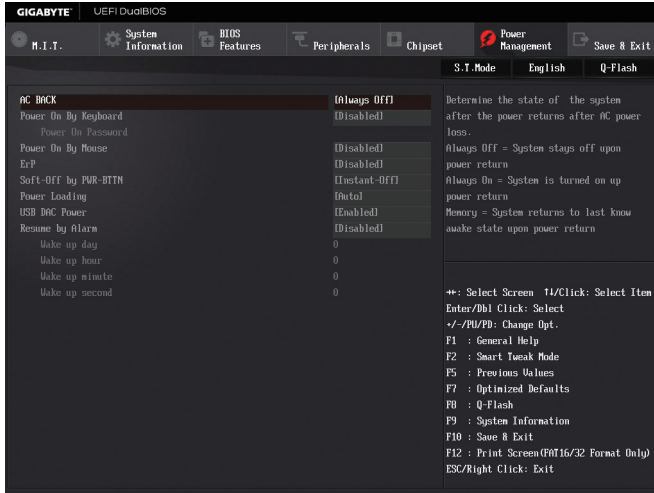 GIGABYTE™ UEFI DualBIOS
M.I.T. System Information BIOS Features Peripherals Chipset Power Management Save & Exit
S.T.Mode English Q-Flash
AC BACK [Always Off]
Power On By Keyboard [Disabled]
Power On Password
Power On By Mouse [Disabled]
ErP [Disabled]
Soft-Off by PWR-BTTN [Instant-Off]
Power Loading [Auto]
USB DAC Power [Enabled]
Resume by Alarm [Disabled]
Wake up day 0
Wake up hour 0
Wake up minute 0
Wake up second 0
Determine the state of the system
after the power returns after AC power
loss.
Always Off = System stays off upon
power return
Always On = System is turned on up
power return
Memory = System returns to last know
awake state upon power return
→←: Select Screen ↑↓/Click: Select Item
Enter/Dbl Click: Select
+/-/PU/PD: Change Opt.
F1 : General Help
F2 : Smart Tweak Mode
F5 : Previous Values
F7 : Optimized Defaults
F8 : Q-Flash
F9 : System Information
F10 : Save & Exit
F12 : Print Screen(FAT16/32 Format Only)
ESC/Right Click: Exit